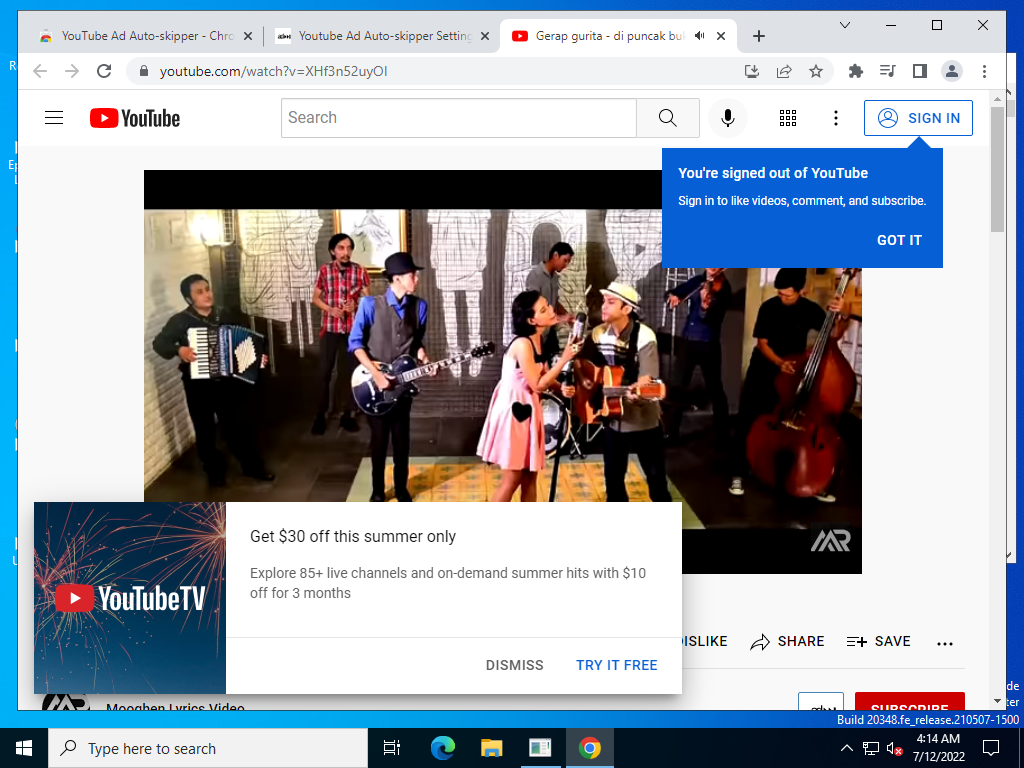 YouTube Ad Auto-skipper - Chro
Youtube Ad Auto-skipper Setting
Gerap gurita - di puncak buk
youtube.com/watch?v=XHf3n52uyOI
YouTube
Search
SIGN IN
You're signed out of YouTube
Sign in to like videos, comment, and subscribe.
GOT IT
MR
YouTubeTV
Get $30 off this summer only
Explore 85+ live channels and on-demand summer hits with $10
off for 3 months
DISMISS
TRY IT FREE
DISLIKE
SHARE
SAVE
Mooghen Lyrics Video
SUBSCRIBE
Build 20348.fe_release.210507-1500
Type here to search
4:14 AM
7/12/2022